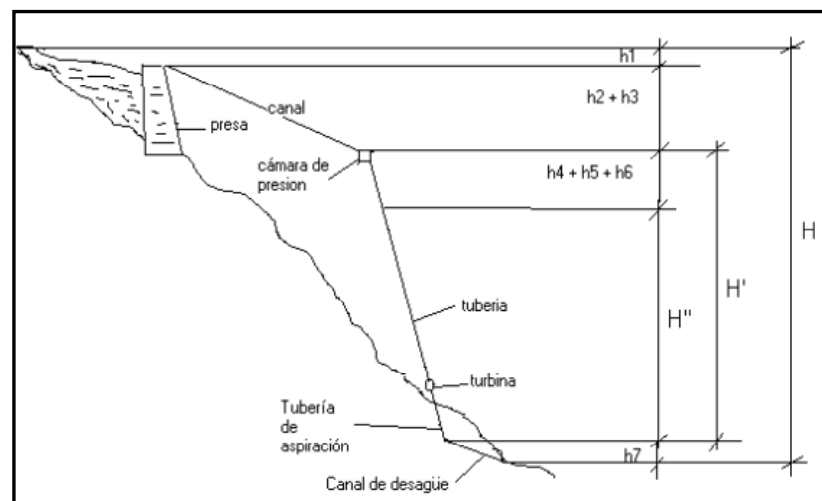 h1
canal
h2 + h3
presa
cámara de
presion
h4 + h5 + h6
H
H'
tuberia
H"
turbina
Tubería
de
aspiración
h7
Canal de desagüe